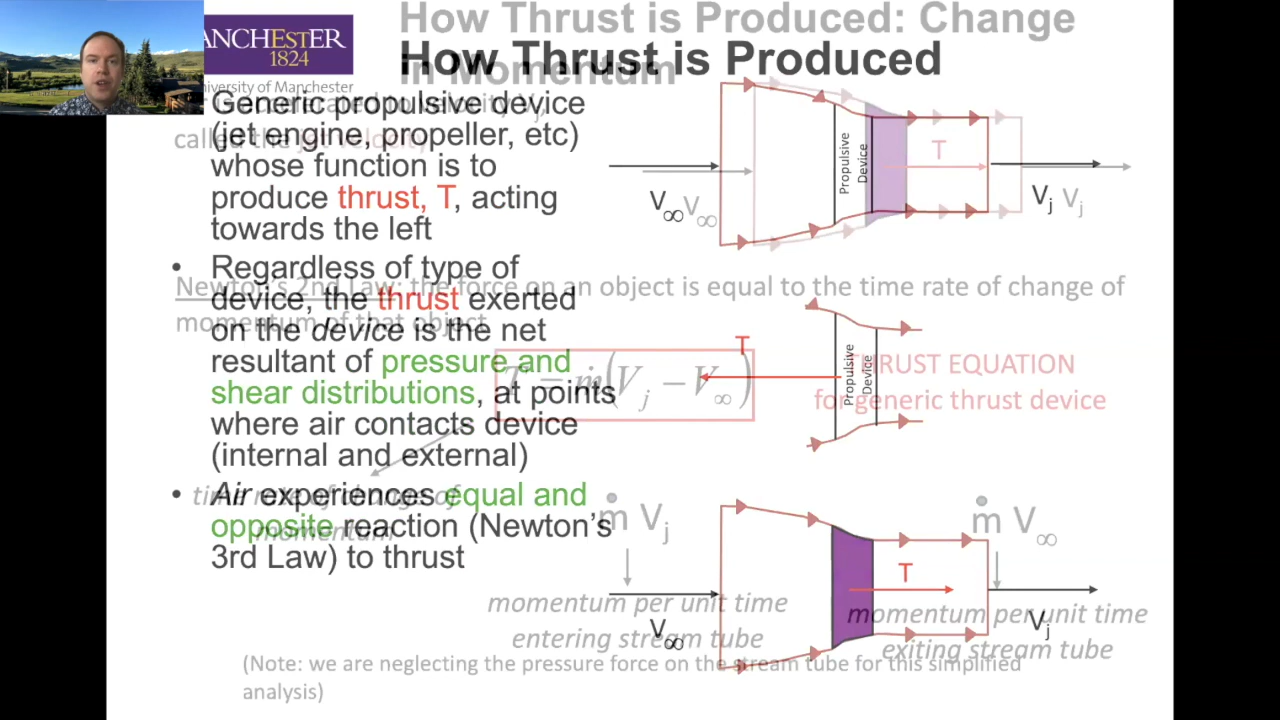 MANCHESTER
1824
University of Manchester
How Thrust is Produced: Change
in Momentum
How Thrust is Produced
called the jet velocity
Generic propulsive device
(jet engine, propeller, etc)
whose function is to
produce thrust, T, acting
towards the left
• Regardless of type of
device, the thrust exerted
on the device is the net
resultant of pressure and
shear distributions, at points
where air contacts device
(internal and external)
• Air experiences equal and
opposite reaction (Newton's
3rd Law) to thrust
Newton's 2nd Law: the force on an object is equal to the time rate of change of
momentum of that object
T = ṁ(V j − V ∞)
THRUST EQUATION
for generic thrust device
time rate of change of
momentum
ṁ V j
ṁ V ∞
momentum per unit time
entering stream tube
momentum per unit time
exiting stream tube
(Note: we are neglecting the pressure force on the stream tube for this simplified
analysis)
Propulsive
Device
T
V∞
V∞
Vj
Vj
T
Propulsive
Device
T
V∞
Vj